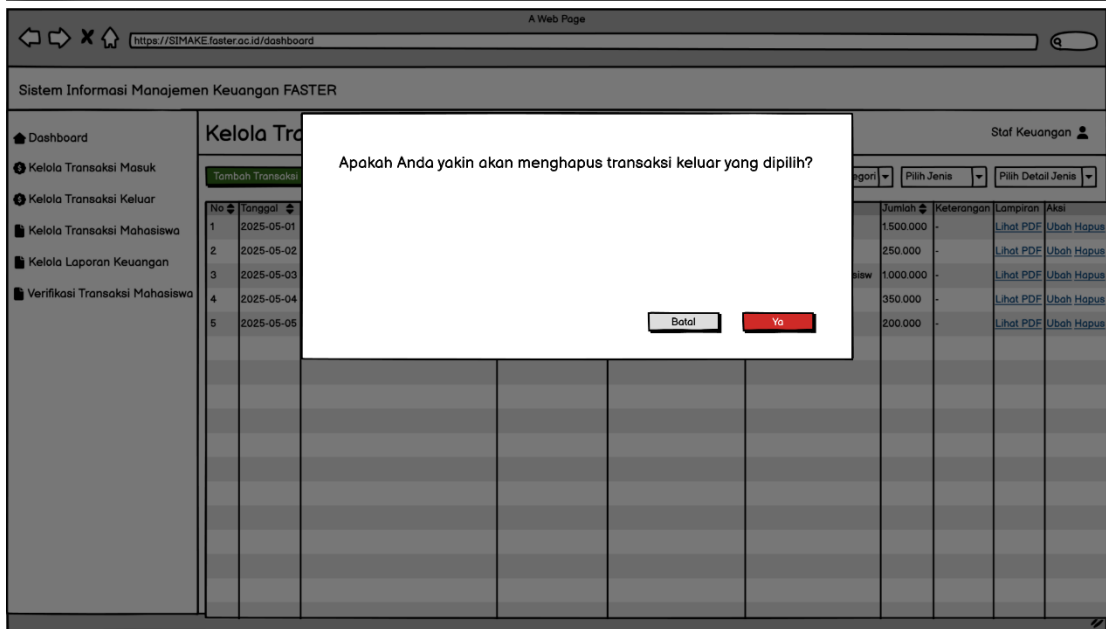 A Web Page
https://SIMAKE.faster.ac.id/dashboard
Sistem Informasi Manajemen Keuangan FASTER
Dashboard
Kelola Transaksi Masuk
Kelola Transaksi Keluar
Kelola Transaksi Mahasiswa
Kelola Laporan Keuangan
Verifikasi Transaksi Mahasiswa
Kelola Tra
Staf Keuangan
Tambah Transaksi
egori
Pilih Jenis
Pilih Detail Jenis
Apakah Anda yakin akan menghapus transaksi keluar yang dipilih?
Batal
Ya
No Tanggal Jumlah Keterangan Lampiran Aksi
1 2025-05-01 1.500.000 - Lihat PDF Ubah Hapus
2 2025-05-02 250.000 - Lihat PDF Ubah Hapus
3 2025-05-03 sisw 1.000.000 - Lihat PDF Ubah Hapus
4 2025-05-04 350.000 - Lihat PDF Ubah Hapus
5 2025-05-05 200.000 - Lihat PDF Ubah Hapus